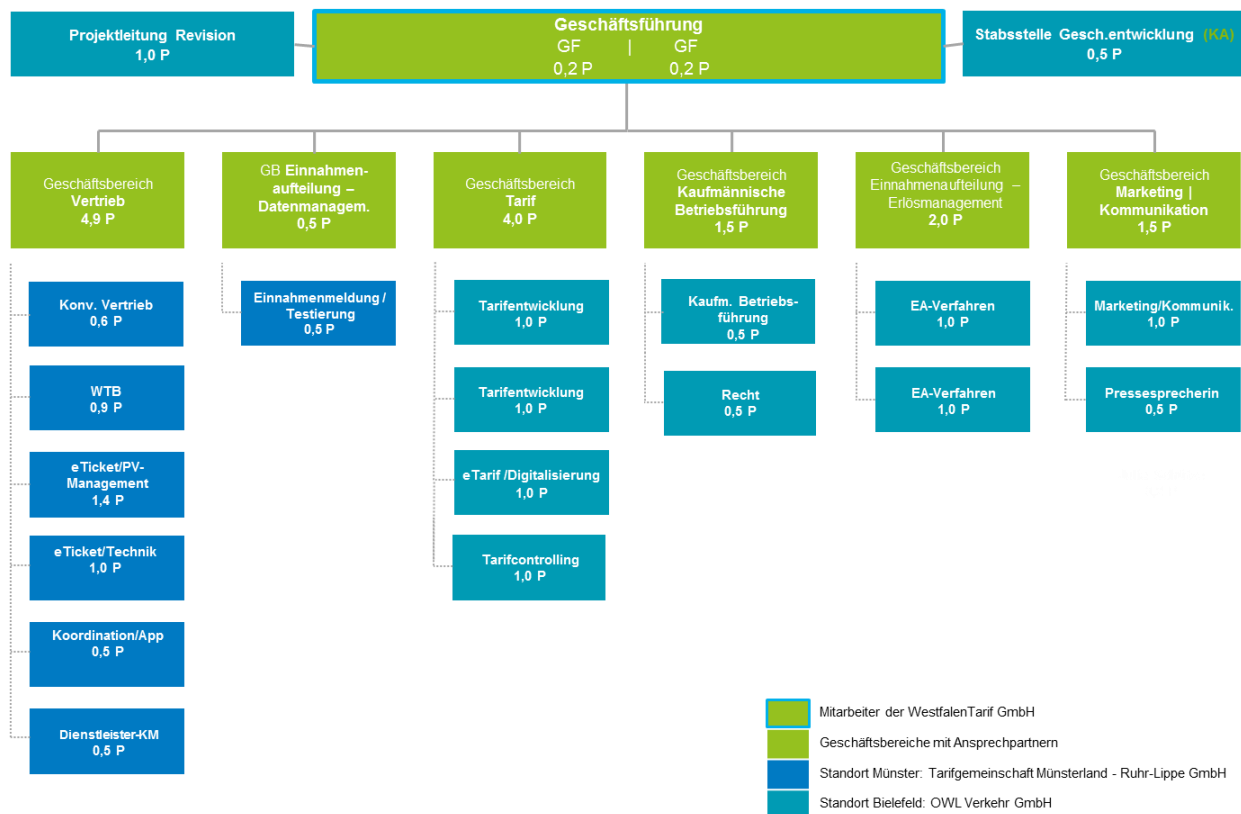 Projektleitung Revision
1,0 P
Geschäftsführung
GF | GF
0,2 P 0,2 P
Stabsstelle Gesch.entwicklung (KA)
0,5 P
Geschäftsbereich
Vertrieb
4,9 P
GB Einnahmen-
aufteilung –
Datenmanagem.
0,5 P
Geschäftsbereich
Tarif
4,0 P
Geschäftsbereich
Kaufmännische
Betriebsführung
1,5 P
Geschäftsbereich
Einnahmenaufteilung –
Erlösmanagement
2,0 P
Geschäftsbereich
Marketing |
Kommunikation
1,5 P
Konv. Vertrieb
0,6 P
WTB
0,9 P
eTicket/PV-
Management
1,4 P
eTicket/Technik
1,0 P
Koordination/App
0,5 P
Dienstleister-KM
0,5 P
Einnahmenmeldung /
Testierung
0,5 P
Tarifentwicklung
1,0 P
Tarifentwicklung
1,0 P
eTarif /Digitalisierung
1,0 P
Tarifcontrolling
1,0 P
Kaufm. Betriebs-
führung
0,5 P
Recht
0,5 P
EA-Verfahren
1,0 P
EA-Verfahren
1,0 P
Marketing/Kommunik.
1,0 P
Pressesprecherin
0,5 P
Mitarbeiter der WestfalenTarif GmbH
Geschäftsbereiche mit Ansprechpartnern
Standort Münster: Tarifgemeinschaft Münsterland - Ruhr-Lippe GmbH
Standort Bielefeld: OWL Verkehr GmbH